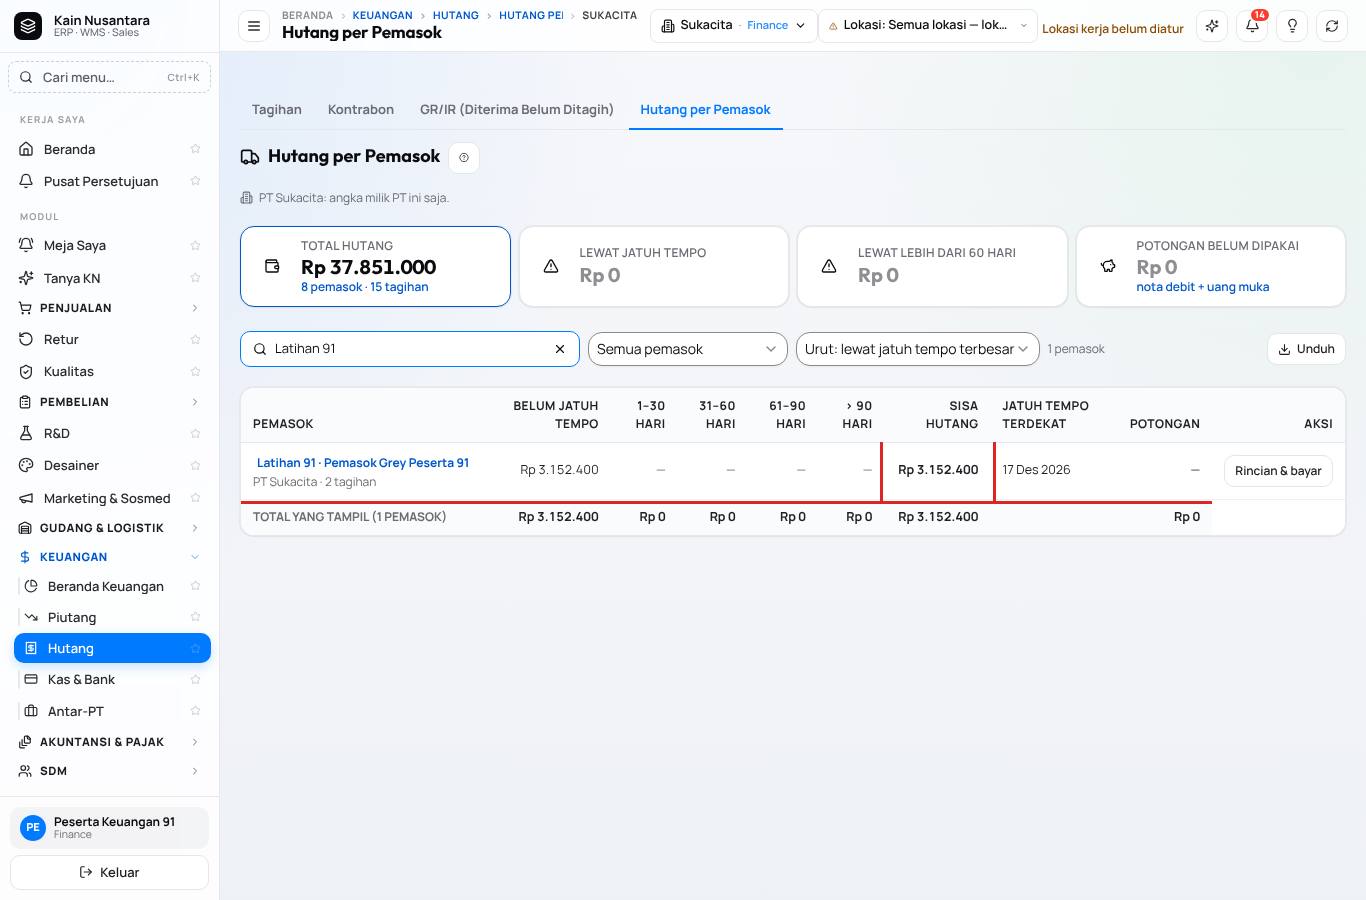 Kain Nusantara
ERP · WMS · Sales
Cari menu...
Ctrl+K
KERJA SAYA
Beranda
Pusat Persetujuan
MODUL
Meja Saya
Tanya KN
PENJUALAN
Retur
Kualitas
PEMBELIAN
R&D
Desainer
Marketing & Sosmed
GUDANG & LOGISTIK
KEUANGAN
Beranda Keuangan
Piutang
Hutang
Kas & Bank
Antar-PT
AKUNTANSI & PAJAK
SDM
PE
Peserta Keuangan 91
Finance
Keluar
BERANDA › KEUANGAN › HUTANG › HUTANG PE › SUKACITA
Hutang per Pemasok
Sukacita · Finance
Lokasi: Semua lokasi — lok...
Lokasi kerja belum diatur
14
Tagihan
Kontrabon
GR/IR (Diterima Belum Ditagih)
Hutang per Pemasok
Hutang per Pemasok
PT Sukacita: angka milik PT ini saja.
TOTAL HUTANG
Rp 37.851.000
8 pemasok · 15 tagihan
LEWAT JATUH TEMPO
Rp 0
LEWAT LEBIH DARI 60 HARI
Rp 0
POTONGAN BELUM DIPAKAI
Rp 0
nota debit + uang muka
Latihan 91
Semua pemasok
Urut: lewat jatuh tempo terbesar
1 pemasok
Unduh
PEMASOK
BELUM JATUH TEMPO
1–30 HARI
31–60 HARI
61–90 HARI
> 90 HARI
SISA HUTANG
JATUH TEMPO TERDEKAT
POTONGAN
AKSI
Latihan 91 · Pemasok Grey Peserta 91
PT Sukacita · 2 tagihan
Rp 3.152.400 — — — — Rp 3.152.400 17 Des 2026 — Rincian & bayar
TOTAL YANG TAMPIL (1 PEMASOK) Rp 3.152.400 Rp 0 Rp 0 Rp 0 Rp 0 Rp 3.152.400 Rp 0